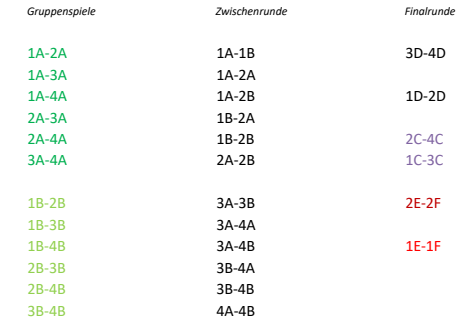 Gruppenspiele Zwischenrunde Finalrunde
1A-2A 1A-1B 3D-4D
1A-3A 1A-2A
1A-4A 1A-2B 1D-2D
2A-3A 1B-2A
2A-4A 1B-2B 2C-4C
3A-4A 2A-2B 1C-3C
1B-2B 3A-3B 2E-2F
1B-3B 3A-4A
1B-4B 3A-4B 1E-1F
2B-3B 3B-4A
2B-4B 3B-4B
3B-4B 4A-4B